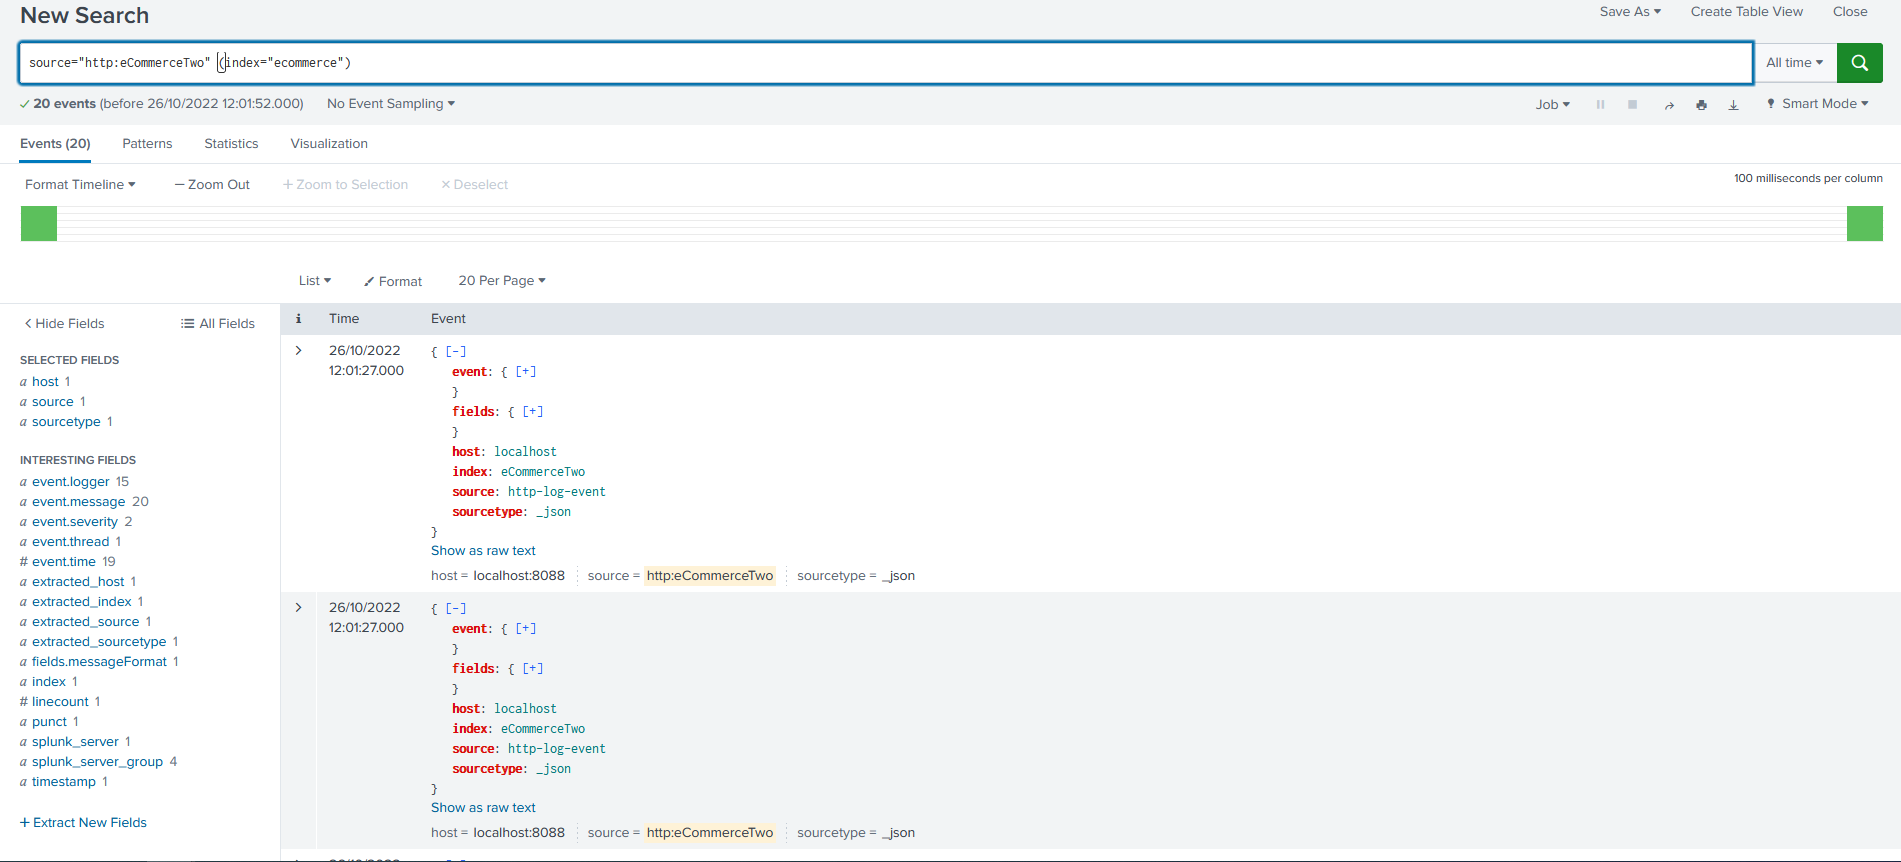 New Search
Save As Create Table View Close
source="http:eCommerceTwo" (index="ecommerce")
All time
20 events (before 26/10/2022 12:01:52.000) No Event Sampling
Job Smart Mode
Events (20) Patterns Statistics Visualization
Format Timeline — Zoom Out + Zoom to Selection × Deselect
100 milliseconds per column
List Format 20 Per Page
< Hide Fields All Fields
i Time Event
SELECTED FIELDS
a host 1
a source 1
a sourcetype 1
INTERESTING FIELDS
a event.logger 15
a event.message 20
a event.severity 2
a event.thread 1
# event.time 19
a extracted_host 1
a extracted_index 1
a extracted_source 1
a extracted_sourcetype 1
a fields.messageFormat 1
a index 1
# linecount 1
a punct 1
a splunk_server 1
a splunk_server_group 4
a timestamp 1
+ Extract New Fields
> 26/10/2022
12:01:27.000
{ [-]
event: { [+]
}
fields: { [+]
}
host: localhost
index: eCommerceTwo
source: http-log-event
sourcetype: _json
}
Show as raw text
host = localhost:8088 source = http:eCommerceTwo sourcetype = _json
> 26/10/2022
12:01:27.000
{ [-]
event: { [+]
}
fields: { [+]
}
host: localhost
index: eCommerceTwo
source: http-log-event
sourcetype: _json
}
Show as raw text
host = localhost:8088 source = http:eCommerceTwo sourcetype = _json